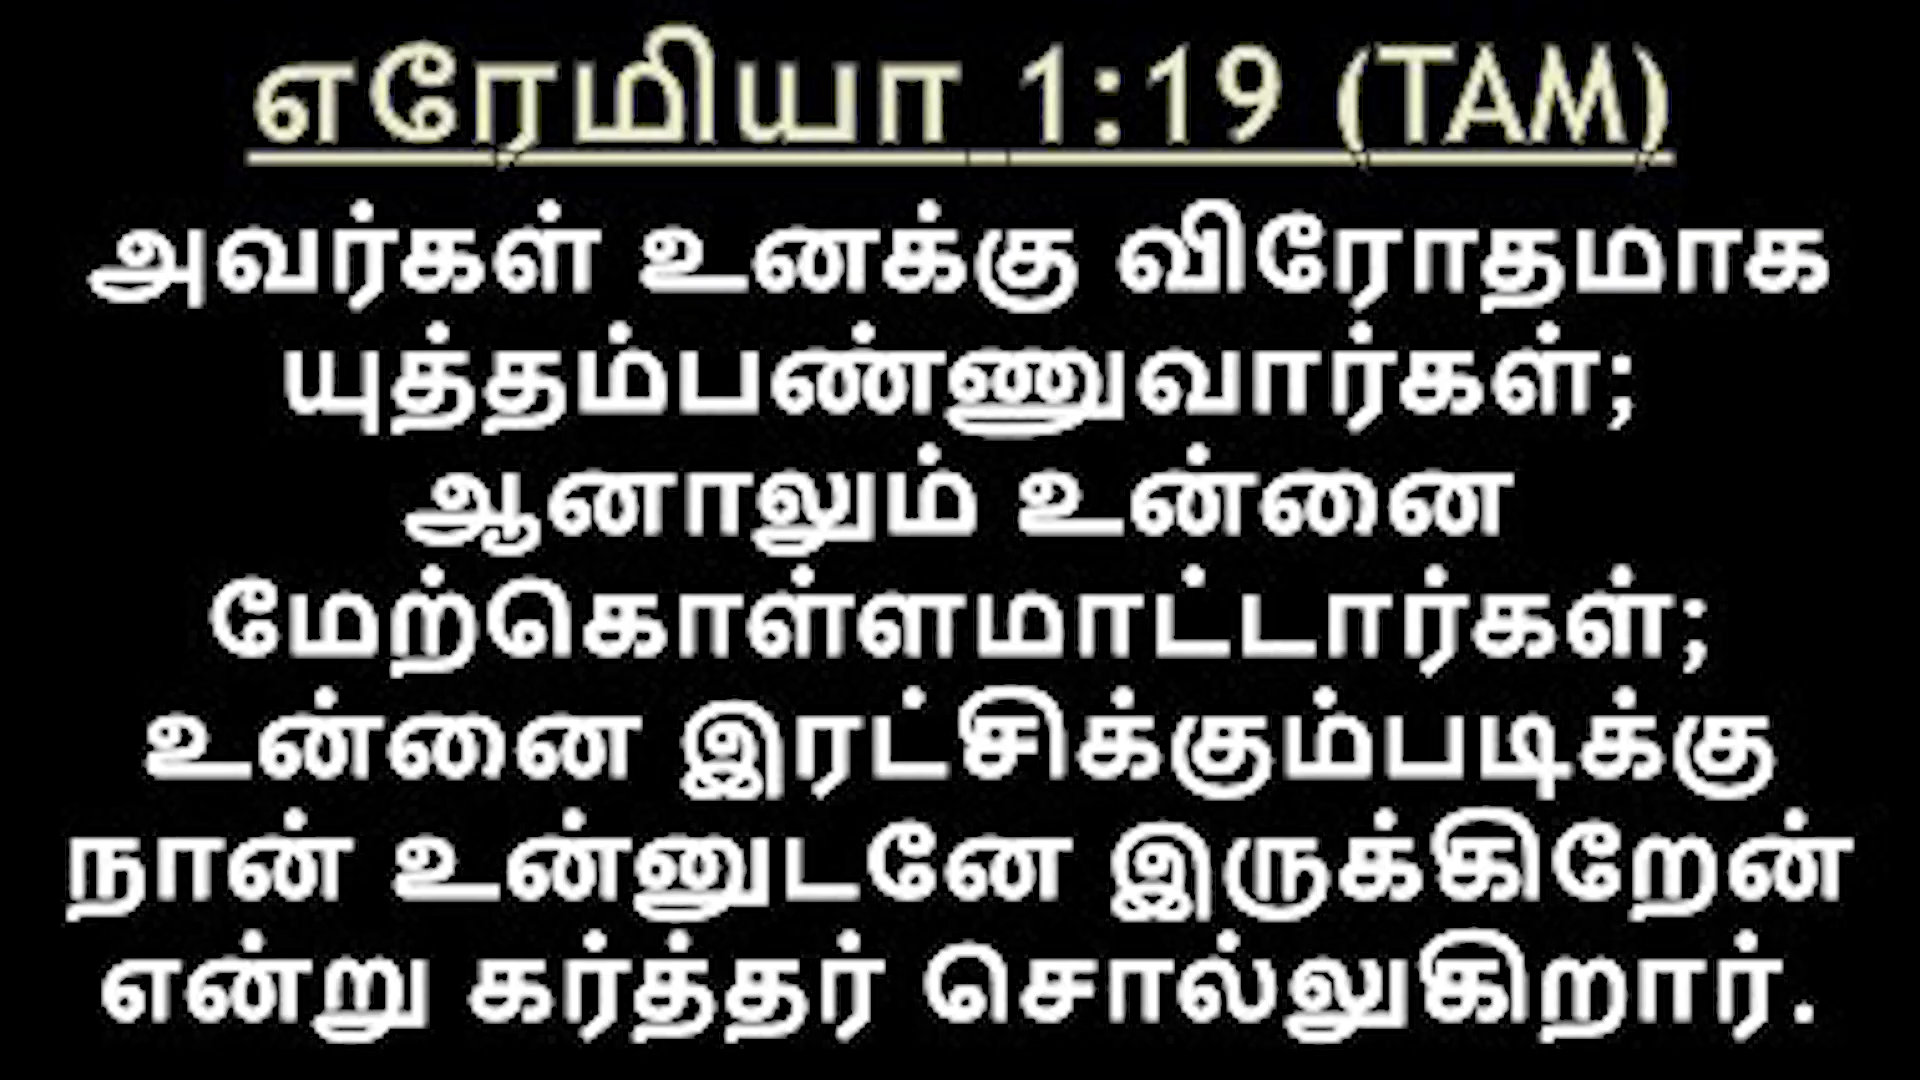 எரேமியா 1:19 (TAM)
அவர்கள் உனக்கு விரோதமாக
யுத்தம்பண்ணுவார்கள்;
ஆனாலும் உன்னை
மேற்கொள்ளமாட்டார்கள்;
உன்னை இரட்சிக்கும்படிக்கு
நான் உன்னுடனே இருக்கிறேன்
என்று கர்த்தர் சொல்லுகிறார்.